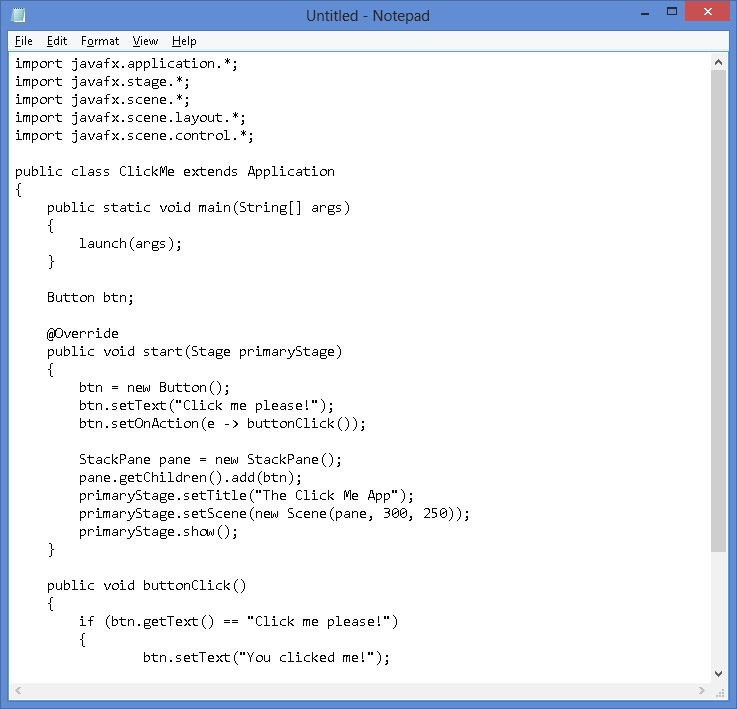 Untitled - Notepad
File Edit Format View Help
import javafx.application.*;
import javafx.stage.*;
import javafx.scene.*;
import javafx.scene.layout.*;
import javafx.scene.control.*;

public class ClickMe extends Application
{
    public static void main(String[] args)
    {
        launch(args);
    }

    Button btn;

    @Override
    public void start(Stage primaryStage)
    {
        btn = new Button();
        btn.setText("Click me please!");
        btn.setOnAction(e -> buttonClick());

        StackPane pane = new StackPane();
        pane.getChildren().add(btn);
        primaryStage.setTitle("The Click Me App");
        primaryStage.setScene(new Scene(pane, 300, 250));
        primaryStage.show();
    }

    public void buttonClick()
    {
        if (btn.getText() == "Click me please!")
        {
                btn.setText("You clicked me!");